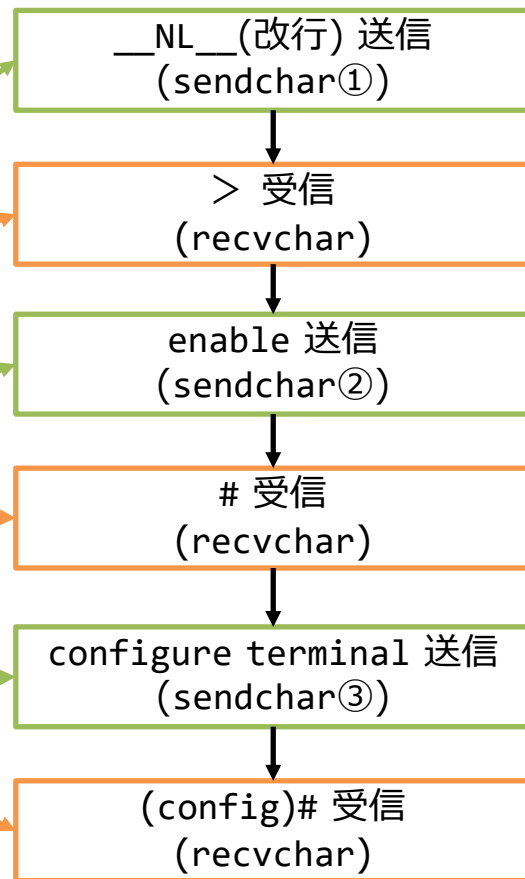 __NL__(改行) 送信
(sendchar①)
＞ 受信
(recvchar)
enable 送信
(sendchar②)
# 受信
(recvchar)
configure terminal 送信
(sendchar③)
(config)# 受信
(recvchar)